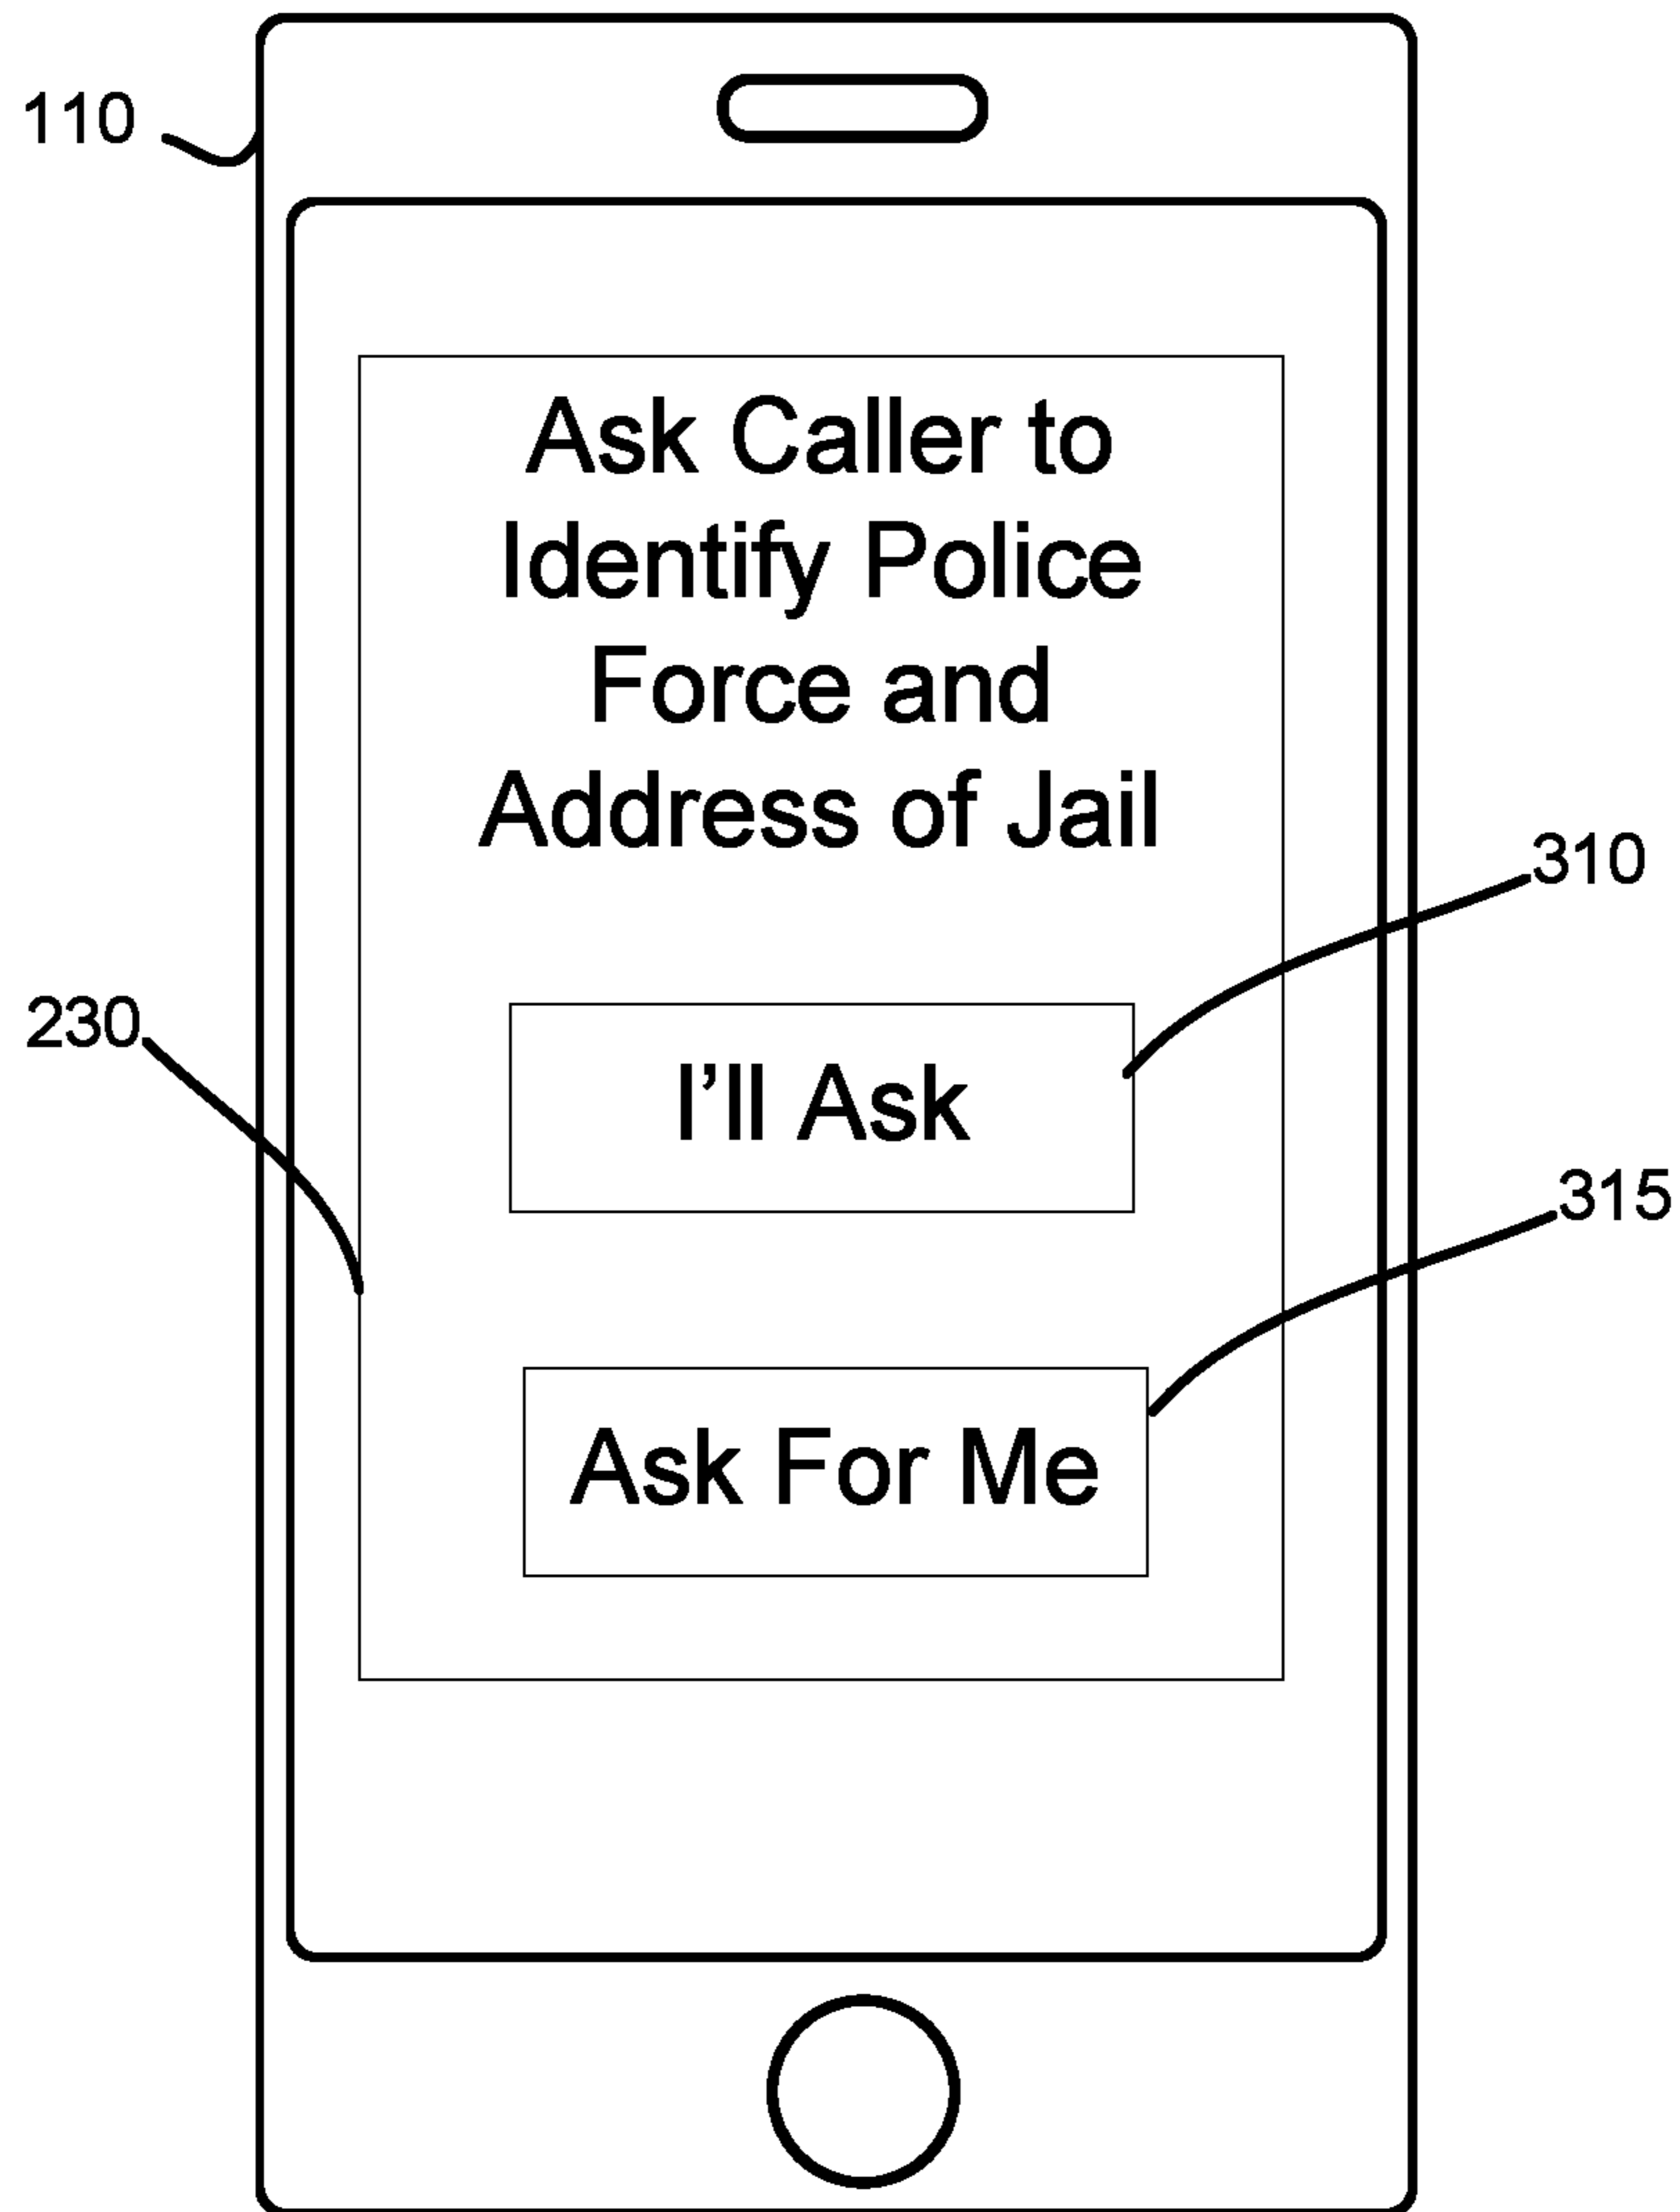 110
Ask Caller to
Identify Police
Force and
Address of Jail
310
230
I’ll Ask
315
Ask For Me